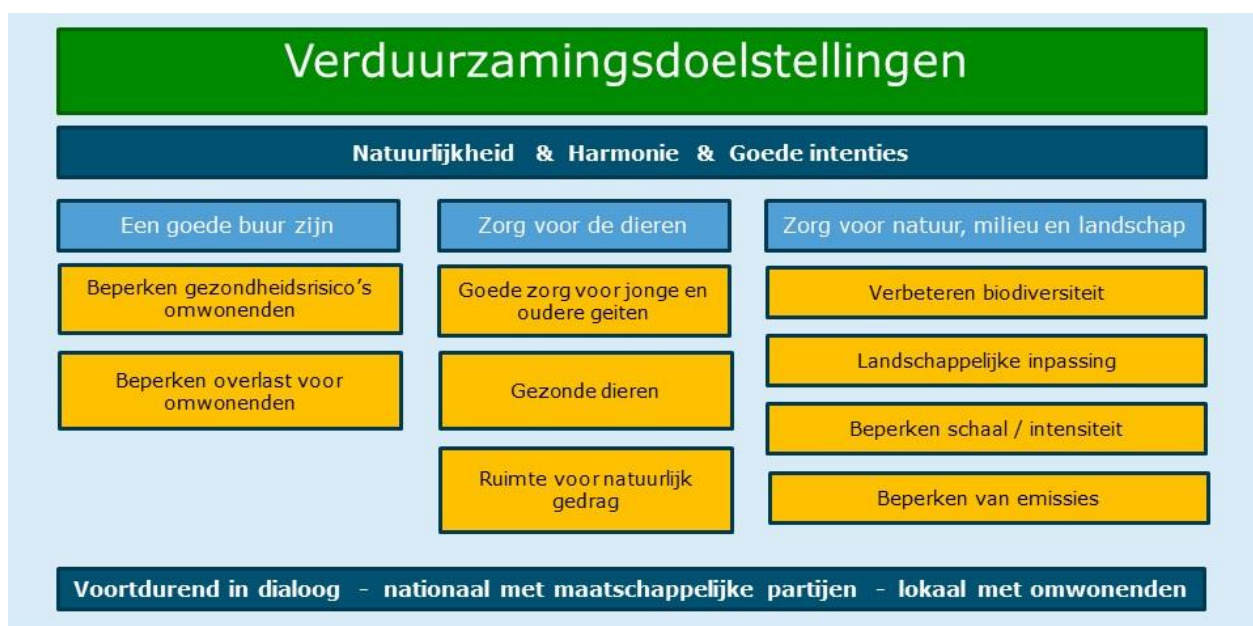 Verduurzamingsdoelstellingen
Natuurlijkheid & Harmonie & Goede intenties
Een goede buur zijn
Beperken gezondheidsrisico's
omwonenden
Beperken overlast voor
omwonenden
Zorg voor de dieren
Goede zorg voor jonge en
oudere geiten
Gezonde dieren
Ruimte voor natuurlijk
gedrag
Zorg voor natuur, milieu en landschap
Verbeteren biodiversiteit
Landschappelijke inpassing
Beperken schaal / intensiteit
Beperken van emissies
Voortdurend in dialoog - nationaal met maatschappelijke partijen - lokaal met omwonenden